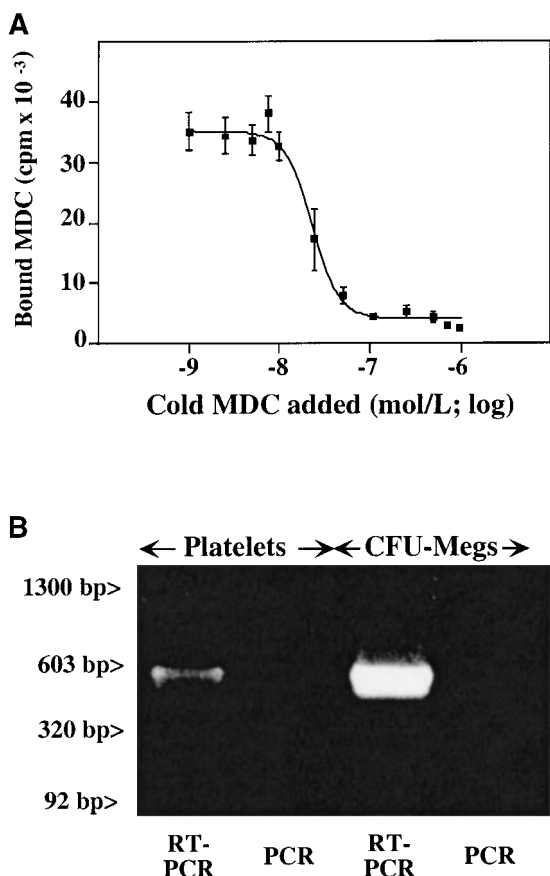 A
Bound MDC (cpm x 10 -3)
40
30
20
10
0
-9 -8 -7 -6
Cold MDC added (mol/L; log)
B
Platelets CFU-Megs
1300 bp>
603 bp>
320 bp>
92 bp>
RT-PCR PCR RT-PCR PCR